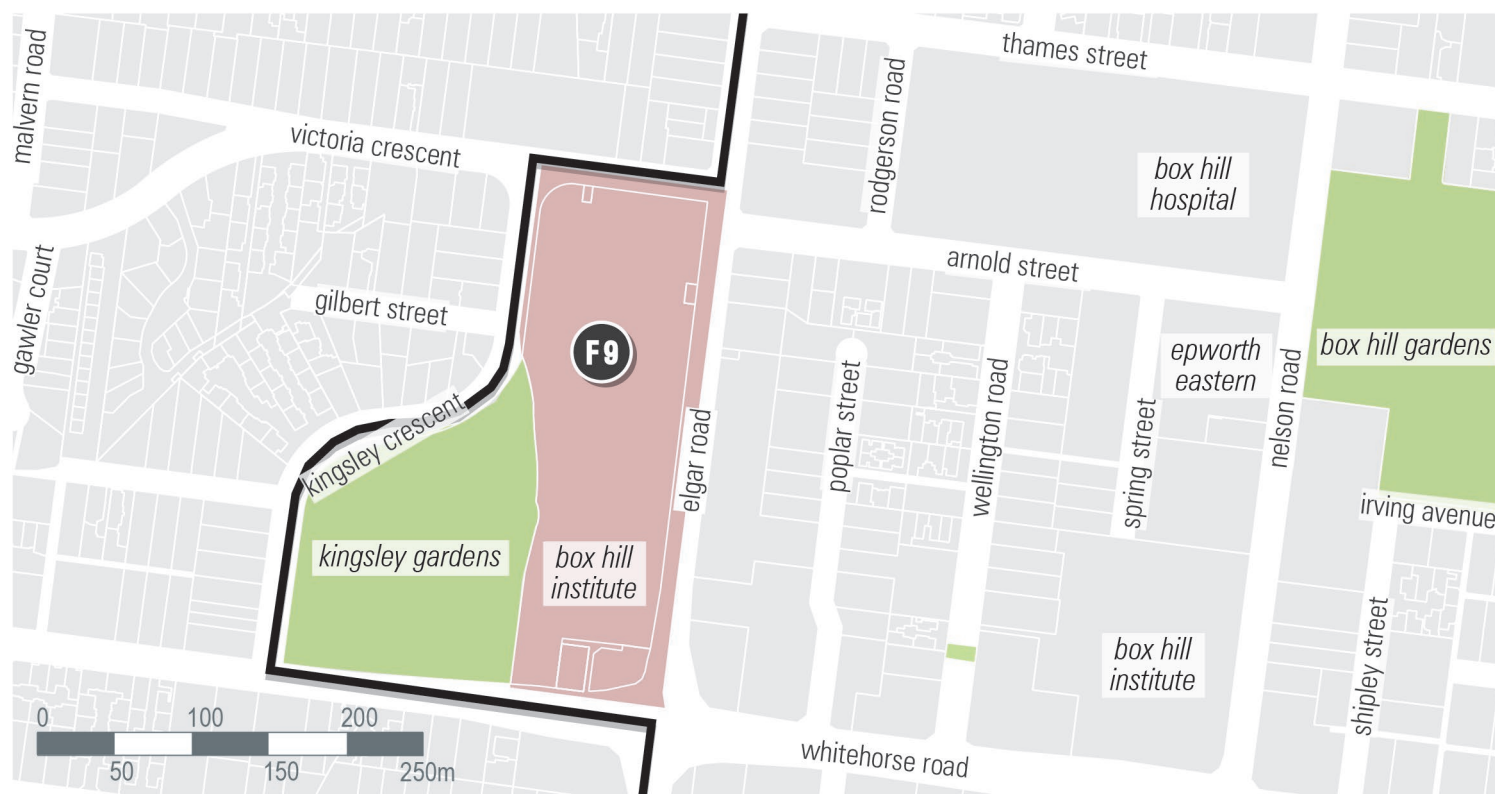 thames street
malvern road
rodgerson road
victoria crescent
box hill
hospital
arnold street
gawler court
gilbert street
F9
epworth
eastern
box hill gardens
poplar street
wellington road
spring street
nelson road
kingsley crescent
elgar road
irving avenue
kingsley gardens
box hill
institute
shipley street
box hill
institute
0 100 200
50 150 250m
whitehorse road